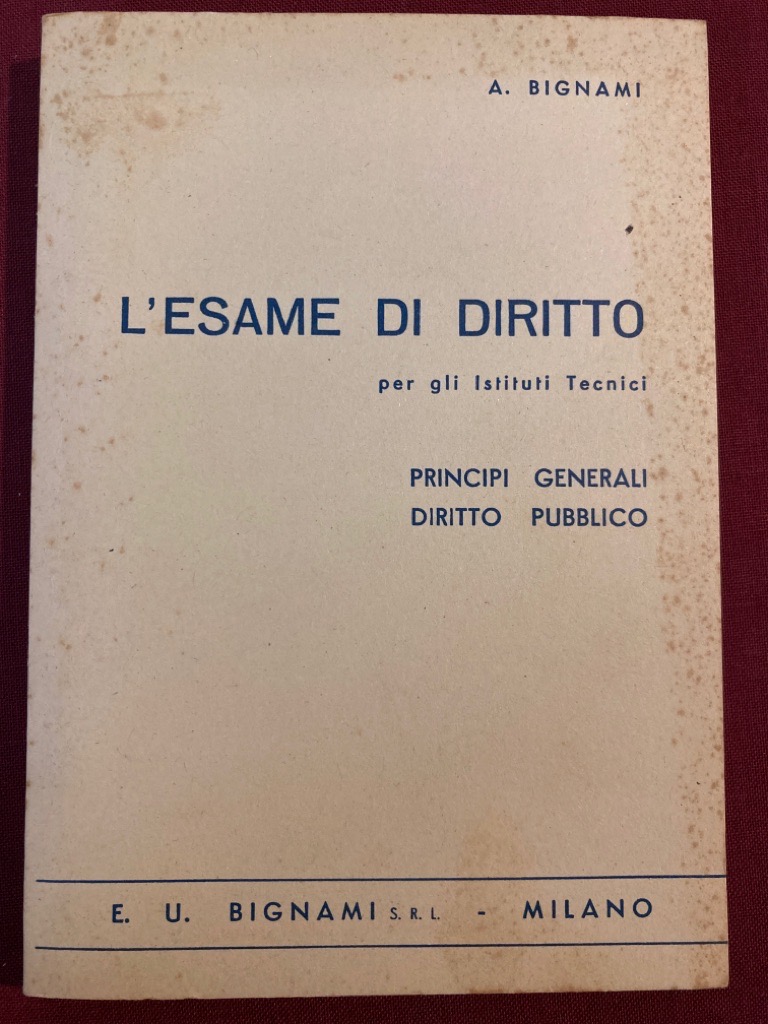 A. BIGNAMI
L'ESAME DI DIRITTO
per gli Istituti Tecnici
PRINCIPI GENERALI
DIRITTO PUBBLICO
E. U. BIGNAMI S. R. L. - MILANO